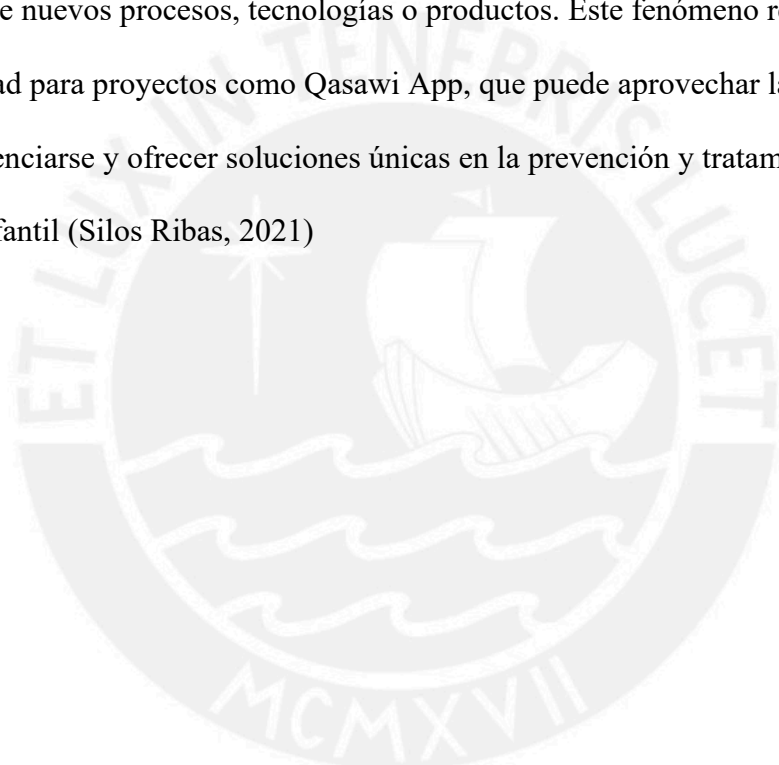 e nuevos procesos, tecnologías o productos. Este fenómeno r
ad para proyectos como Qasawi App, que puede aprovechar la
enciarse y ofrecer soluciones únicas en la prevención y tratam
fantil (Silos Ribas, 2021)
ET LUX IN TENEBRIS LUCET
MCMXVII